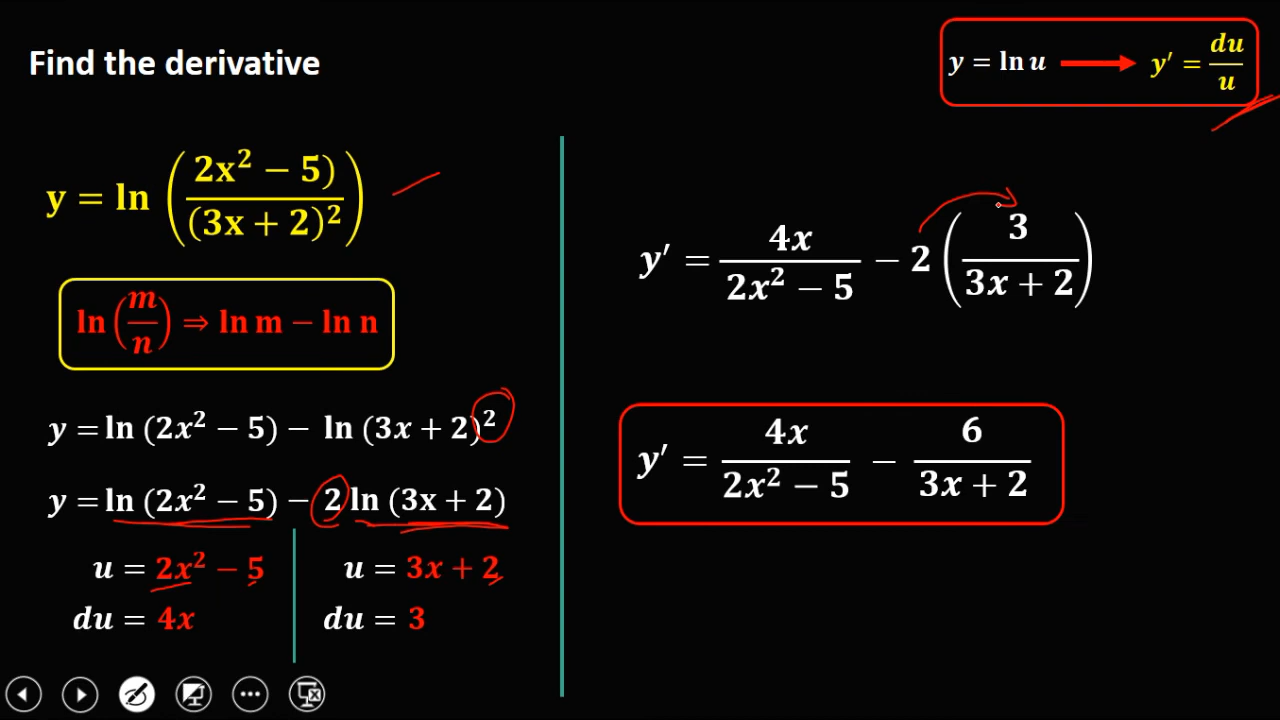 Find the derivative
y = ln u → y′ = du/u
y = ln (2x² − 5) / (3x + 2)²)
ln (m/n) ⇒ ln m − ln n
y = ln (2x² − 5) − ln (3x + 2)²
y = ln (2x² − 5) − 2 ln (3x + 2)
u = 2x² − 5
du = 4x
u = 3x + 2
du = 3
y′ = 4x/(2x² − 5) − 2 (3/(3x + 2))
y′ = 4x/(2x² − 5) − 6/(3x + 2)